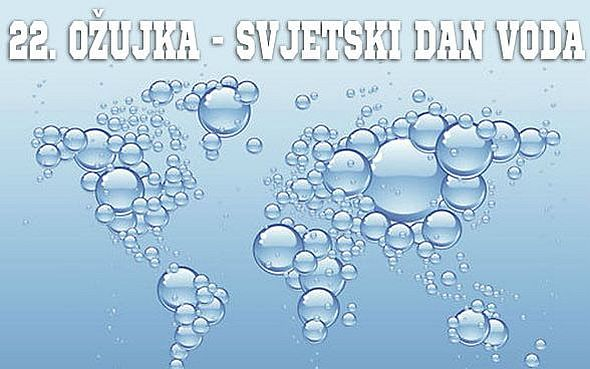 22. OŽUJKA - SVJETSKI DAN VODA